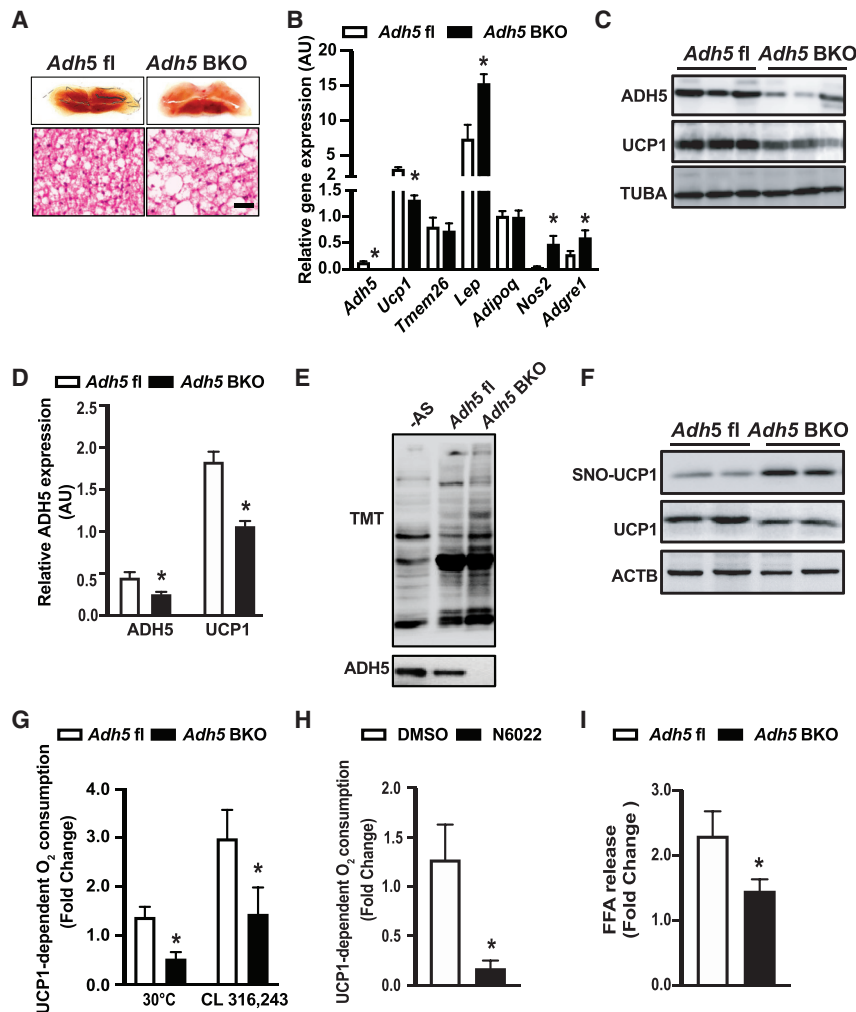 A
Adh5 fl
Adh5 BKO
B
Adh5 fl
Adh5 BKO
Relative gene expression (AU)
20
15
10
5
2
1.5
1.0
0.5
0.0
*
*
*
*
*
Adh5
Ucp1
Tmem26
Lep
Adipoq
Nos2
Adgre1
C
Adh5 fl
Adh5 BKO
ADH5
UCP1
TUBA
D
Adh5 fl
Adh5 BKO
Relative ADH5 expression
(AU)
2.5
2.0
1.5
1.0
0.5
0.0
*
*
ADH5
UCP1
E
-AS
Adh5 fl
Adh5 BKO
TMT
ADH5
F
Adh5 fl
Adh5 BKO
SNO-UCP1
UCP1
ACTB
G
Adh5 fl
Adh5 BKO
UCP1-dependent O2 consumption
(Fold Change)
4.0
3.0
2.0
1.0
0.0
*
*
30ºC
CL 316,243
H
DMSO
N6022
UCP1-dependent O2 consumption
(Fold Change)
2.0
1.5
1.0
0.5
0.0
*
I
Adh5 fl
Adh5 BKO
FFA release
(Fold Change )
3.0
2.0
1.0
0.0
*